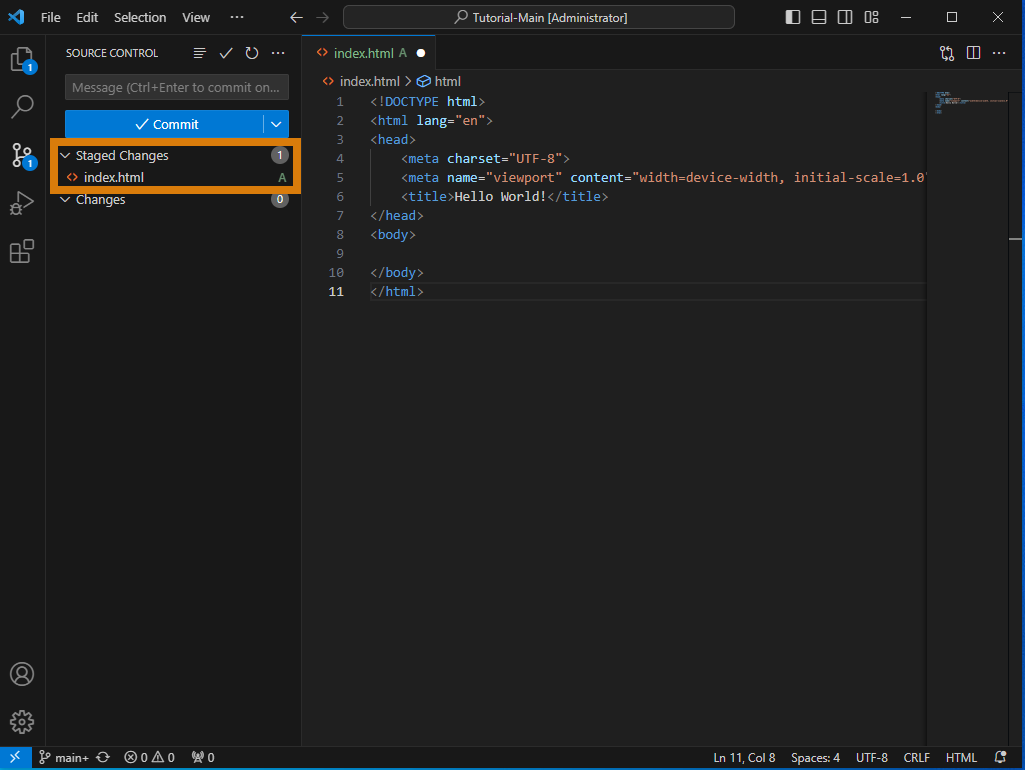 File Edit Selection View ··· Tutorial-Main [Administrator]
SOURCE CONTROL
Message (Ctrl+Enter to commit on...
Commit
Staged Changes 1
index.html A
Changes 0
1
1
index.html A
index.html > html
1 <!DOCTYPE html>
2 <html lang="en">
3 <head>
4 <meta charset="UTF-8">
5 <meta name="viewport" content="width=device-width, initial-scale=1.0"
6 <title>Hello World!</title>
7 </head>
8 <body>
9
10 </body>
11 </html>
main+ 0 0 0 Ln 11, Col 8 Spaces: 4 UTF-8 CRLF HTML